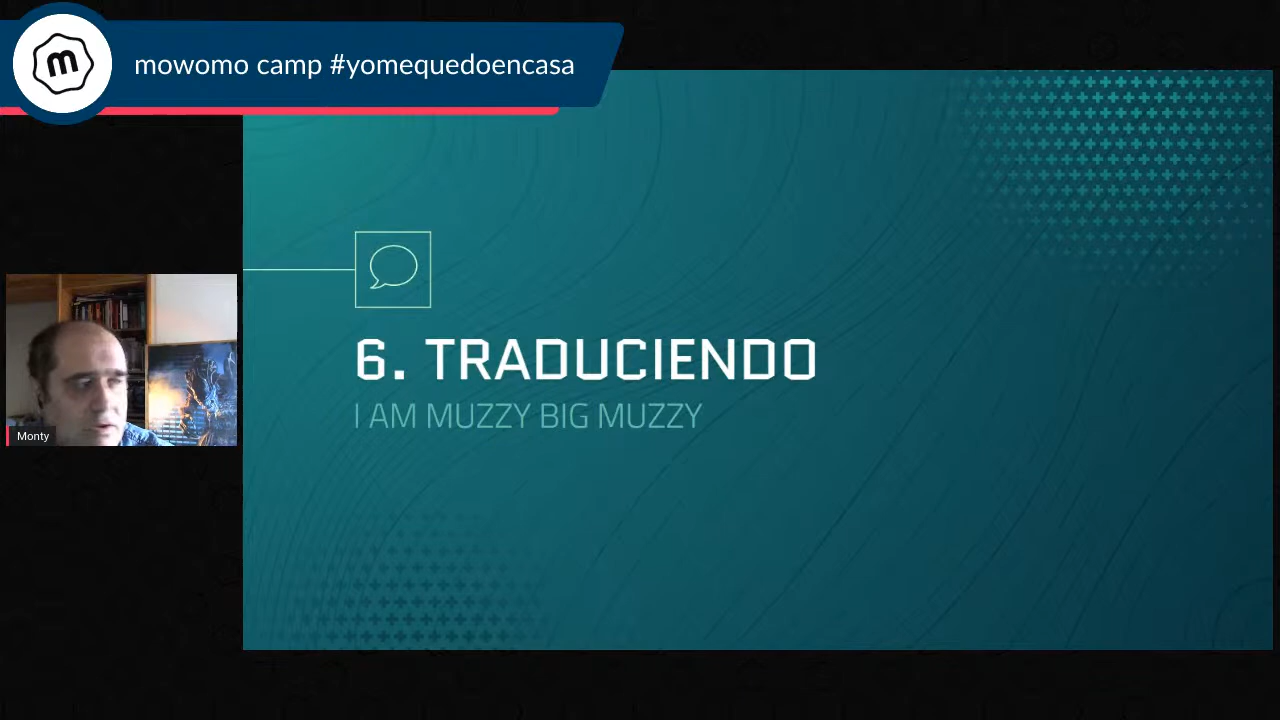 m
mowomo camp #yomequedoencasa
6. TRADUCIENDO
I AM MUZZY BIG MUZZY
Monty